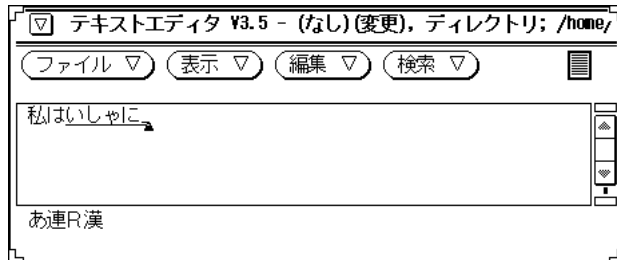 テキストエディタ V3.5 - (なし)(変更), ディレクトリ; /home/
ファイル ▽ 表示 ▽ 編集 ▽ 検索 ▽
私はいしゃに
あ連R漢